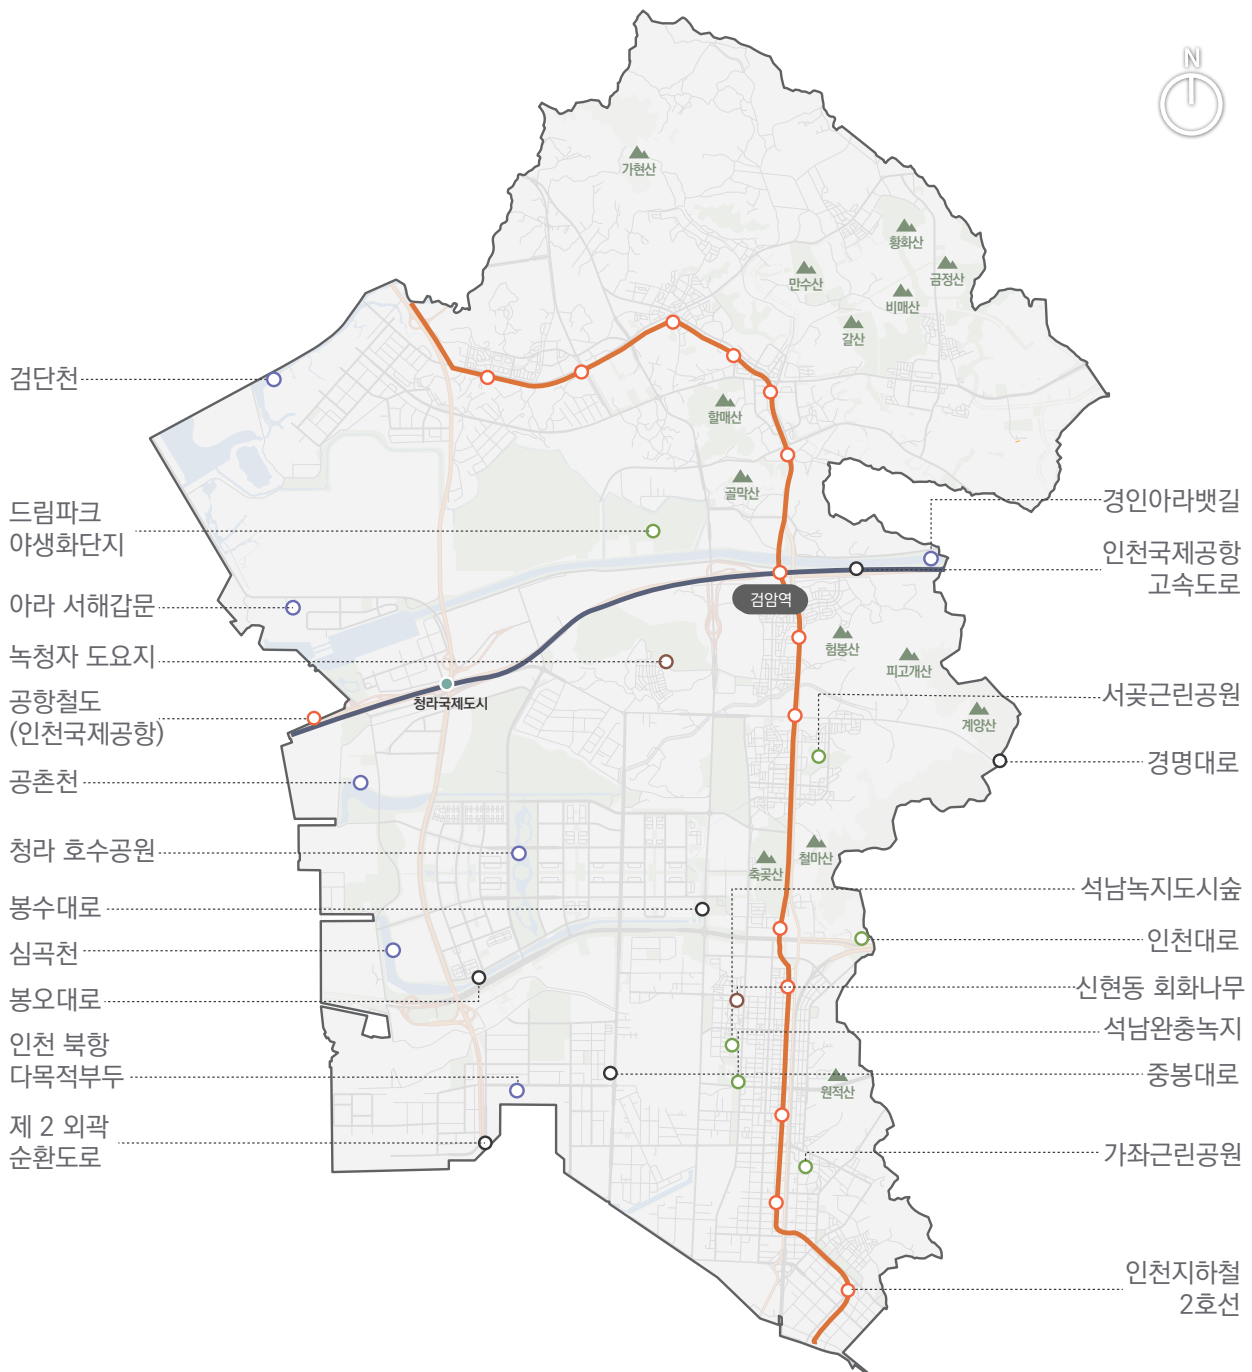 N
가현산
황화산
금정산
만수산
비매산
갈산
검단천
할매산
골막산
경인아라뱃길
드림파크
야생화단지
인천국제공항
고속도로
검암역
아라 서해갑문
험봉산
피고개산
녹청자 도요지
서곶근린공원
공항철도
(인천국제공항)
청라국제도시
계양산
경명대로
공촌천
청라 호수공원
철마산
축곶산
석남녹지도시숲
봉수대로
인천대로
심곡천
신현동 회화나무
봉오대로
석남완충녹지
인천 북항
다목적부두
중봉대로
원적산
제 2 외곽
순환도로
가좌근린공원
인천지하철
2호선